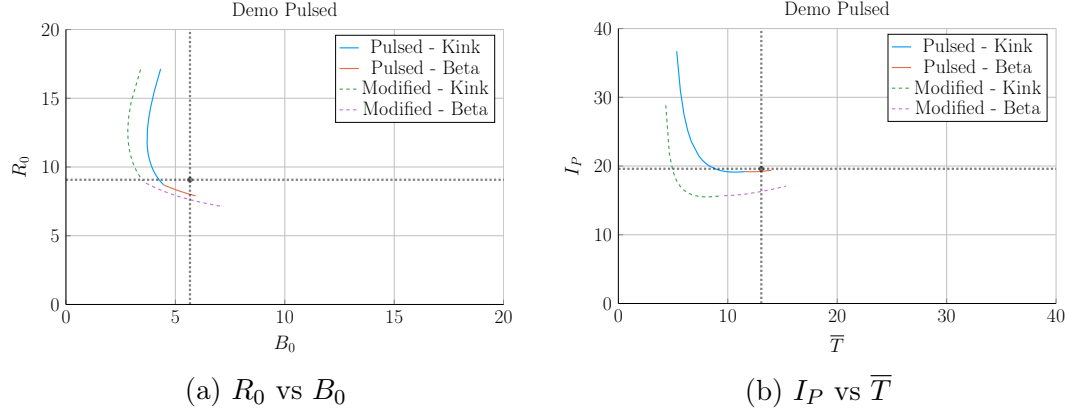 Demo Pulsed
20
15
10
5
0
R₀
Pulsed - Kink
Pulsed - Beta
Modified - Kink
Modified - Beta
0 5 10 15 20
B₀
(a) R₀ vs B₀
Demo Pulsed
40
30
20
10
0
I_P
Pulsed - Kink
Pulsed - Beta
Modified - Kink
Modified - Beta
0 10 20 30 40
T̅
(b) I_P vs T̅